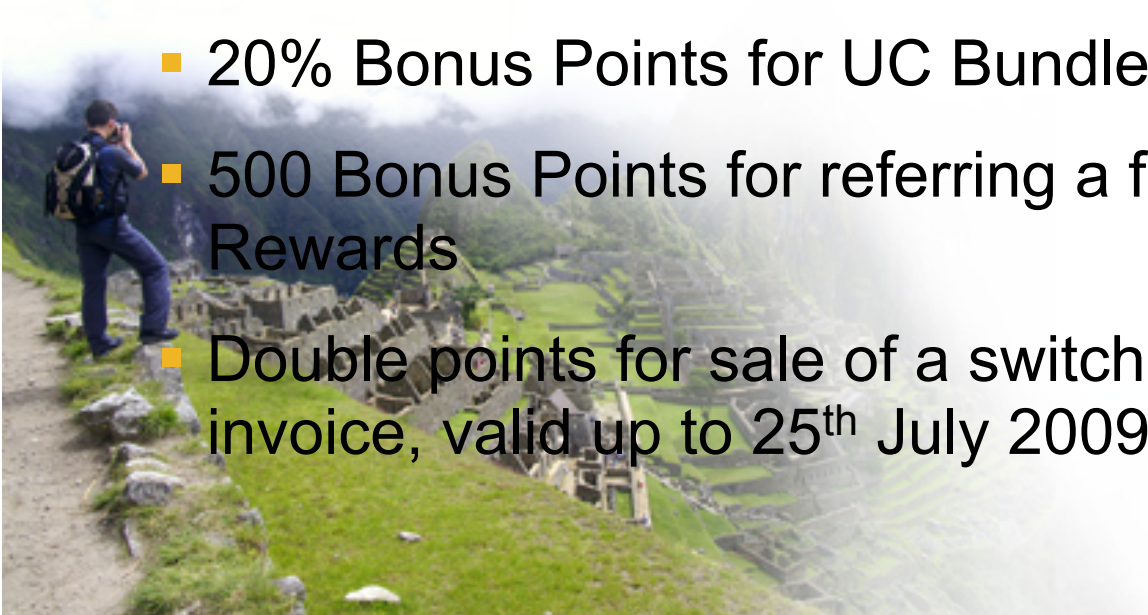 20% Bonus Points for UC Bundle
500 Bonus Points for referring a f
Rewards
Double points for sale of a switch
invoice, valid up to 25th July 2009